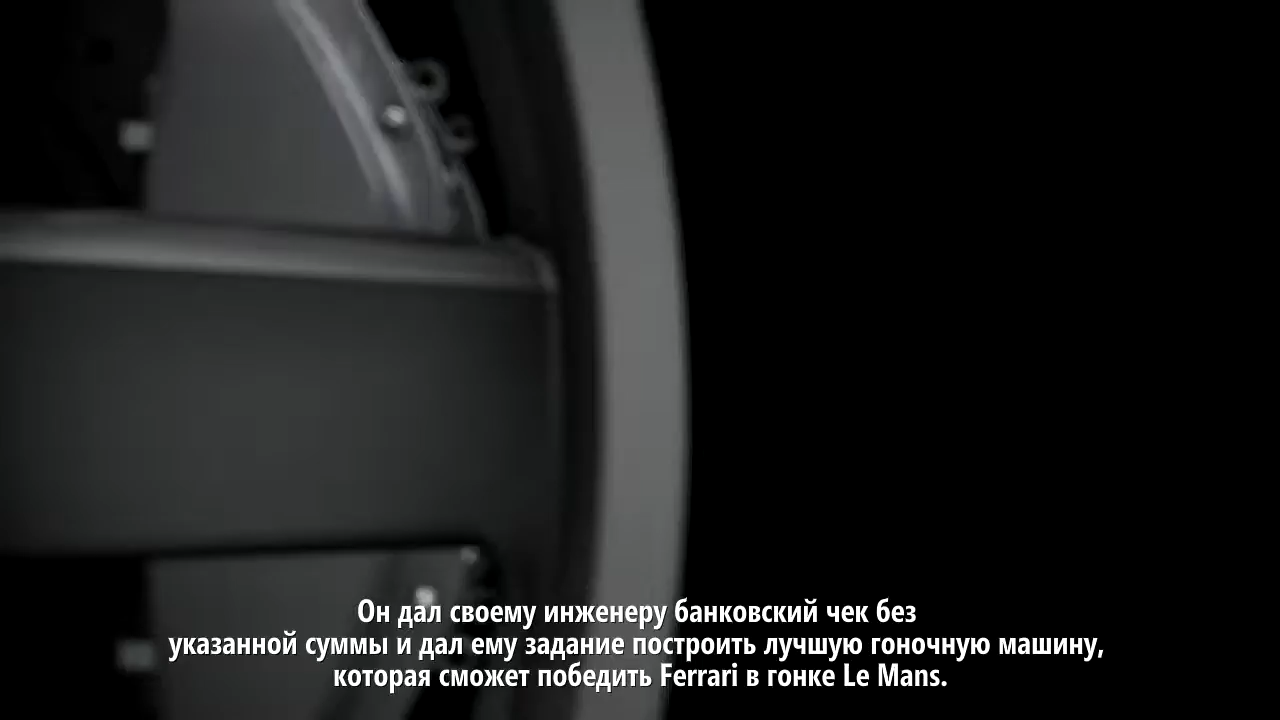 Он дал своему инженеру банковский чек без
указанной суммы и дал ему задание построить лучшую гоночную машину,
которая сможет победить Ferrari в гонке Le Mans.